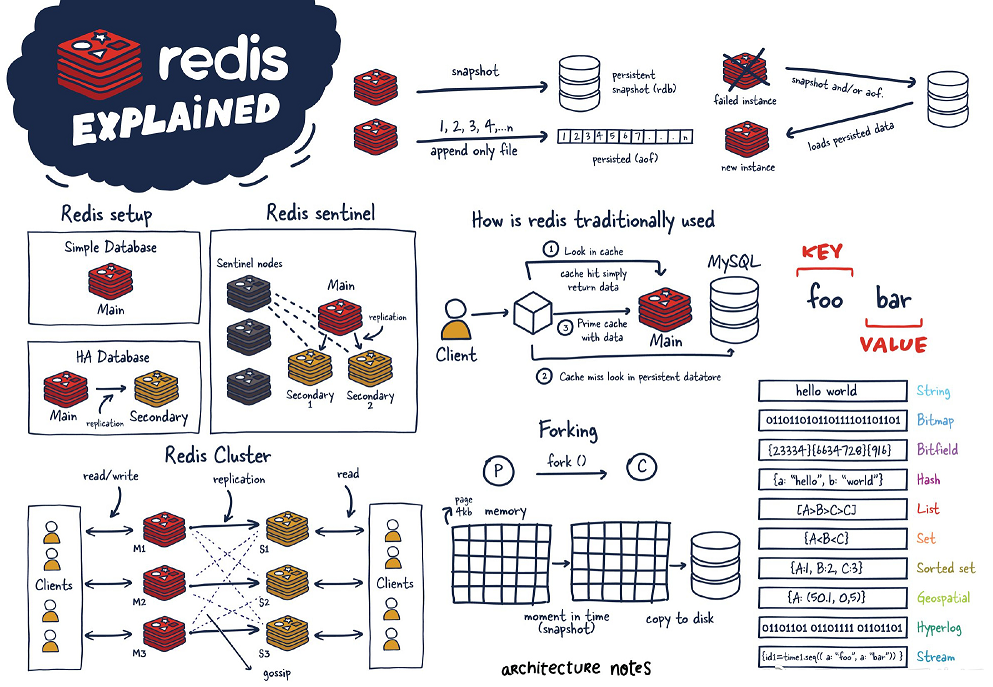 redis
EXPLAINED
snapshot
persistent
snapshot (rdb)
1, 2, 3, 4,...n
append only file
1 2 3 4 5 6 7 . . . n
persisted (aof)
failed instance
snapshot and/or aof.
loads persisted data
new instance
Redis setup
Simple Database
Main
HA Database
Main
replication
Secondary
Redis sentinel
Sentinel nodes
Main
replication
Secondary
1
Secondary
2
How is redis traditionally used
1 Look in cache
cache hit simply
return data
MySQL
3 Prime cache
with data
Main
Client
2 Cache miss look in persistent datatore
KEY
foo bar
VALUE
Redis Cluster
read/write
replication
read
Clients
M1
M2
M3
S1
S2
S3
Clients
gossip
Forking
P
fork ()
C
page
4kb
memory
moment in time
(snapshot)
copy to disk
hello world String
011011010110111101101101 Bitmap
{23334}{6634728}{916} Bitfield
{a: "hello", b: "world"} Hash
[A>B>C>C] List
{A<B<C} Set
{A:1, B:2, C:3} Sorted set
{A: (50.1, 0,5)} Geospatial
01101101 01101111 01101101 Hyperlog
{id1=time1.seq(( a: "foo", a: "bar")) } Stream
architecture notes